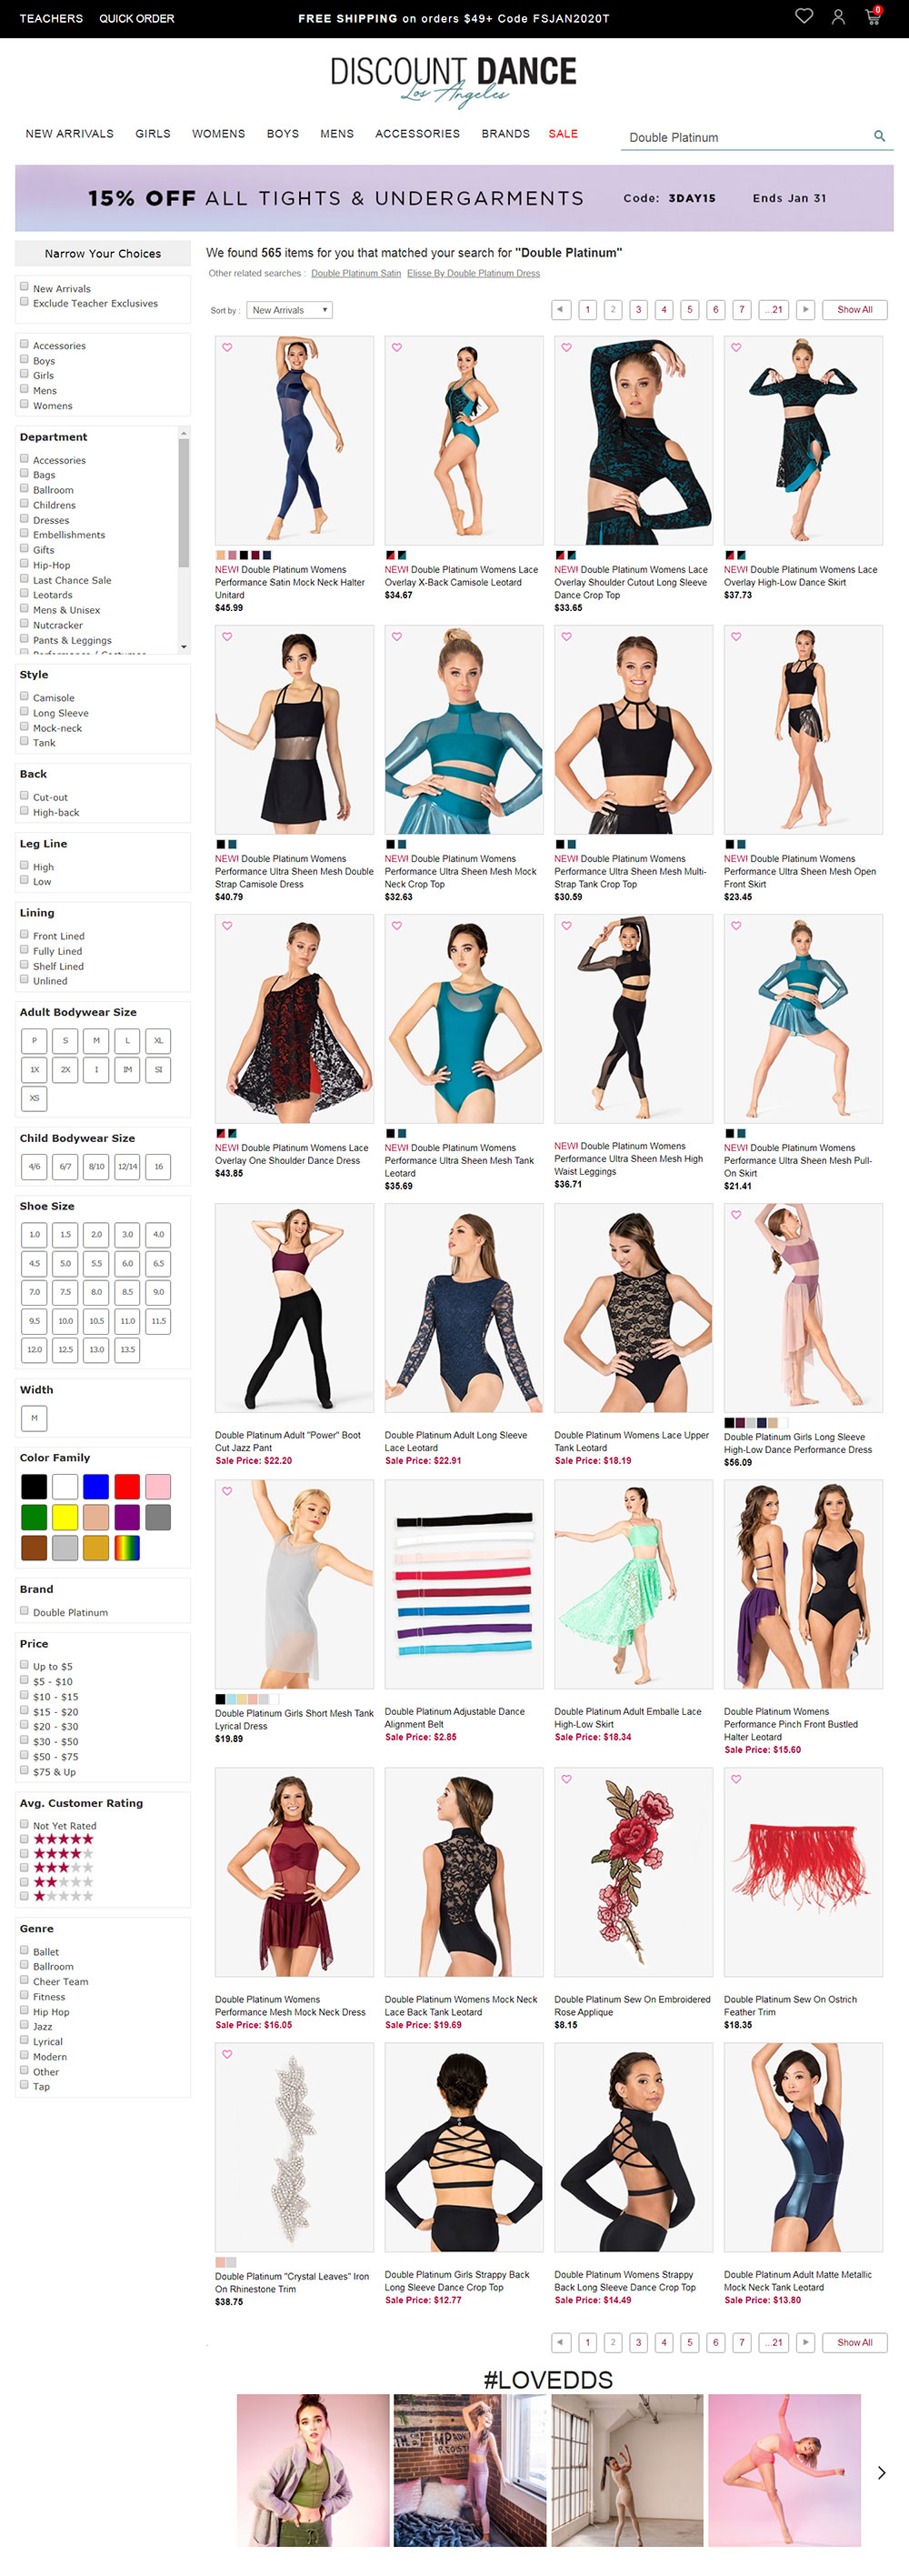 TEACHERS QUICK ORDER FREE SHIPPING on orders $49+ Code FSJAN2020T 0
DISCOUNT DANCE
Los Angeles
NEW ARRIVALS GIRLS WOMENS BOYS MENS ACCESSORIES BRANDS SALE Double Platinum
15% OFF ALL TIGHTS & UNDERGARMENTS Code: 3DAY15 Ends Jan 31
Narrow Your Choices
New Arrivals
Exclude Teacher Exclusives
Accessories
Boys
Girls
Mens
Womens
Department
Accessories
Bags
Ballroom
Childrens
Dresses
Embellishments
Gifts
Hip-Hop
Last Chance Sale
Leotards
Mens & Unisex
Nutcracker
Pants & Leggings
Style
Camisole
Long Sleeve
Mock-neck
Tank
Back
Cut-out
High-back
Leg Line
High
Low
Lining
Front Lined
Fully Lined
Shelf Lined
Unlined
Adult Bodywear Size
P S M L XL
1X 2X I IM SI
XS
Child Bodywear Size
4/6 6/7 8/10 12/14 16
Shoe Size
1.0 1.5 2.0 3.0 4.0
4.5 5.0 5.5 6.0 6.5
7.0 7.5 8.0 8.5 9.0
9.5 10.0 10.5 11.0 11.5
12.0 12.5 13.0 13.5
Width
M
Color Family
Brand
Double Platinum
Price
Up to $5
$5 - $10
$10 - $15
$15 - $20
$20 - $30
$30 - $50
$50 - $75
$75 & Up
Avg. Customer Rating
Not Yet Rated
Genre
Ballet
Ballroom
Cheer Team
Fitness
Hip Hop
Jazz
Lyrical
Modern
Other
Tap
We found 565 items for you that matched your search for "Double Platinum"
Other related searches : Double Platinum Satin Elisse By Double Platinum Dress
Sort by : New Arrivals 1 2 3 4 5 6 7 ...21 Show All
NEW! Double Platinum Womens
Performance Satin Mock Neck Halter
Unitard
$45.99
NEW! Double Platinum Womens Lace
Overlay X-Back Camisole Leotard
$34.67
NEW! Double Platinum Womens Lace
Overlay Shoulder Cutout Long Sleeve
Dance Crop Top
$33.65
NEW! Double Platinum Womens Lace
Overlay High-Low Dance Skirt
$37.73
NEW! Double Platinum Womens
Performance Ultra Sheen Mesh Double
Strap Camisole Dress
$40.79
NEW! Double Platinum Womens
Performance Ultra Sheen Mesh Mock
Neck Crop Top
$32.63
NEW! Double Platinum Womens
Performance Ultra Sheen Mesh Multi-
Strap Tank Crop Top
$30.59
NEW! Double Platinum Womens
Performance Ultra Sheen Mesh Open
Front Skirt
$23.45
NEW! Double Platinum Womens Lace
Overlay One Shoulder Dance Dress
$43.85
NEW! Double Platinum Womens
Performance Ultra Sheen Mesh Tank
Leotard
$35.69
NEW! Double Platinum Womens
Performance Ultra Sheen Mesh High
Waist Leggings
$36.71
NEW! Double Platinum Womens
Performance Ultra Sheen Mesh Pull-
On Skirt
$21.41
Double Platinum Adult "Power" Boot
Cut Jazz Pant
Sale Price: $22.20
Double Platinum Adult Long Sleeve
Lace Leotard
Sale Price: $22.91
Double Platinum Womens Lace Upper
Tank Leotard
Sale Price: $18.19
Double Platinum Girls Long Sleeve
High-Low Dance Performance Dress
$56.09
Double Platinum Girls Short Mesh Tank
Lyrical Dress
$19.89
Double Platinum Adjustable Dance
Alignment Belt
Sale Price: $2.85
Double Platinum Adult Emballe Lace
High-Low Skirt
Sale Price: $18.34
Double Platinum Womens
Performance Pinch Front Bustled
Halter Leotard
Sale Price: $15.60
Double Platinum Womens
Performance Mesh Mock Neck Dress
Sale Price: $16.05
Double Platinum Womens Mock Neck
Lace Back Tank Leotard
Sale Price: $19.69
Double Platinum Sew On Embroidered
Rose Applique
$8.15
Double Platinum Sew On Ostrich
Feather Trim
$18.35
Double Platinum "Crystal Leaves" Iron
On Rhinestone Trim
$38.75
Double Platinum Girls Strappy Back
Long Sleeve Dance Crop Top
Sale Price: $12.77
Double Platinum Womens Strappy
Back Long Sleeve Dance Crop Top
Sale Price: $14.49
Double Platinum Adult Matte Metallic
Mock Neck Tank Leotard
Sale Price: $13.80
1 2 3 4 5 6 7 ...21 Show All
#LOVEDDS